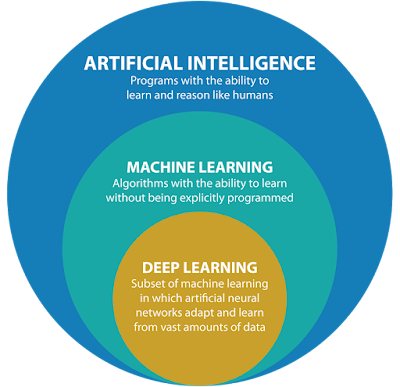 ARTIFICIAL INTELLIGENCE
Programs with the ability to
learn and reason like humans
MACHINE LEARNING
Algorithms with the ability to learn
without being explicitly programmed
DEEP LEARNING
Subset of machine learning
in which artificial neural
networks adapt and learn
from vast amounts of data